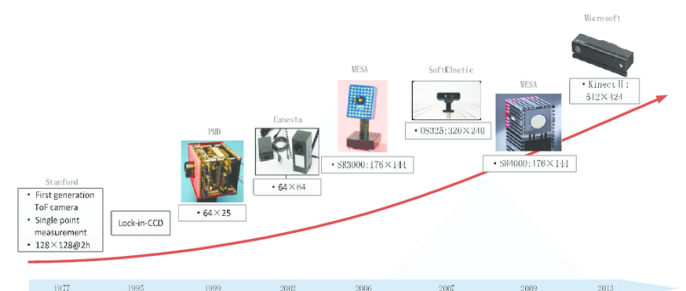 Microsoft
• Kinect Ⅱ:
512×424
MESA
SoftKInetic
MESA
• DS325:320×240
Canesta
• SR3000:176×144
• SR4000:176×144
PMD
• 64×64
Stanford
• First generation
ToF camera
• Single point
measurement
• 128×128@2h
Lock-in-CCD
• 64×25
1977 1995 1999 2002 2006 2007 2009 2013